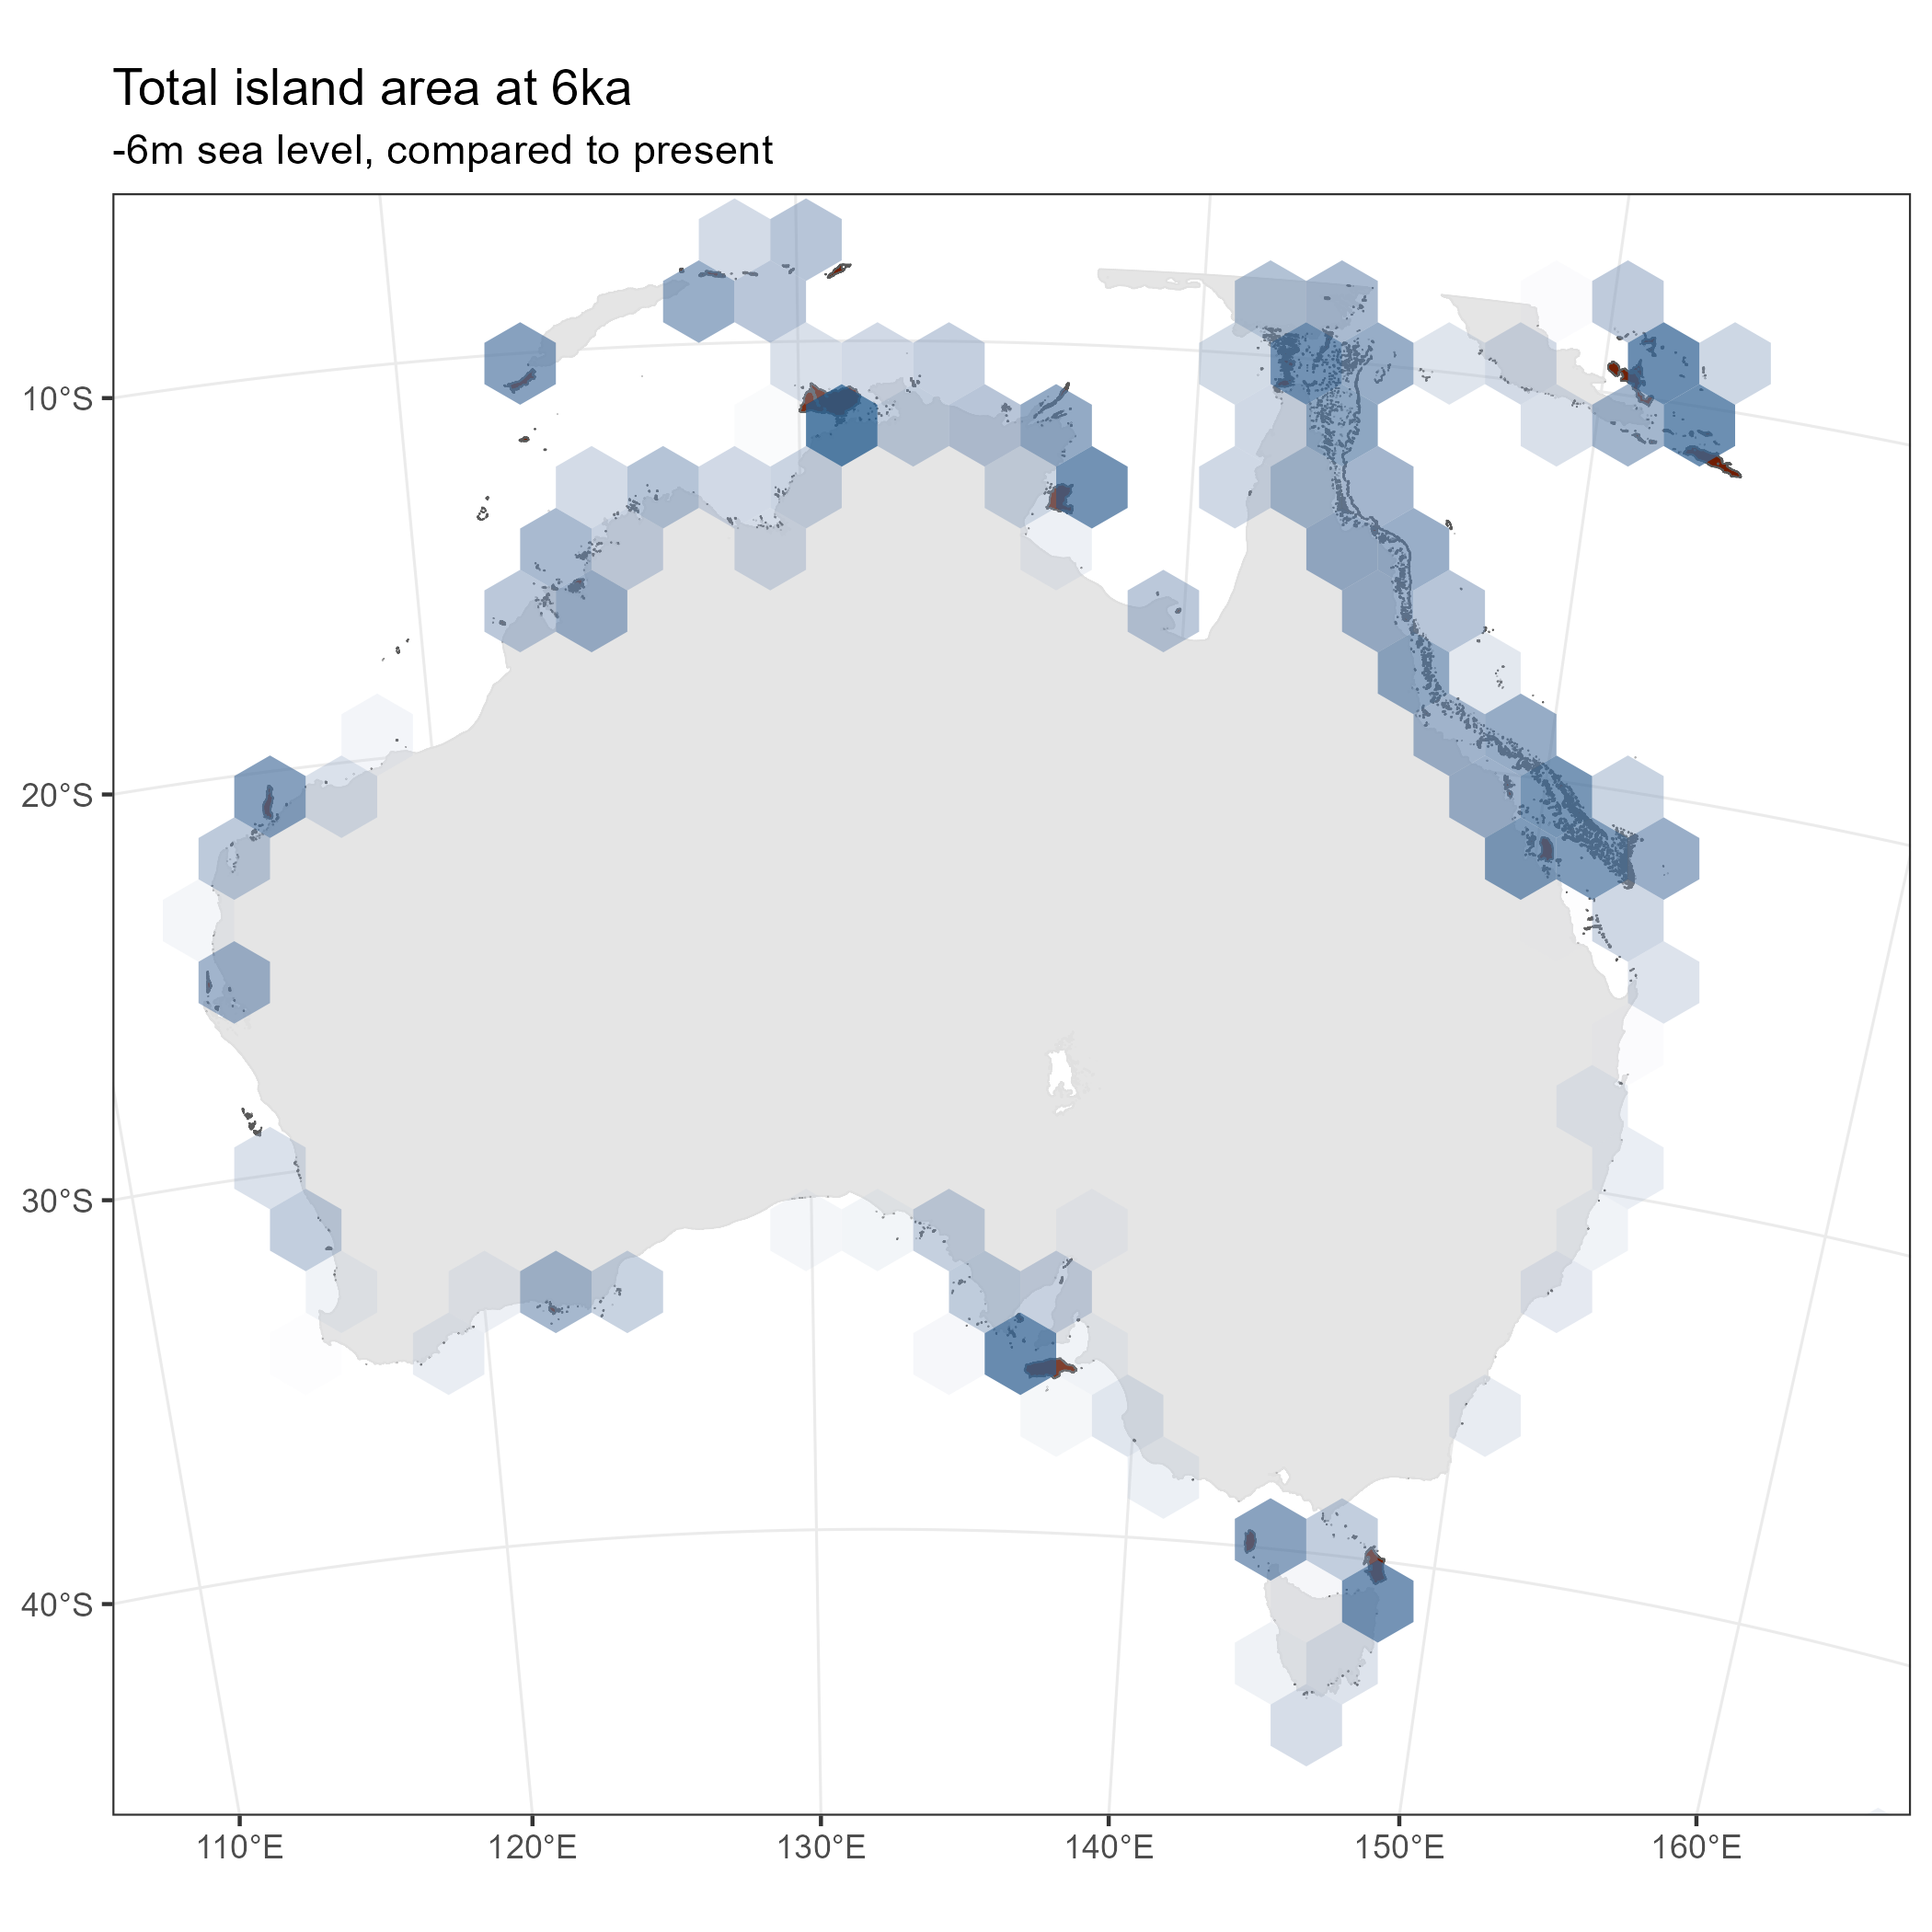 Total island area at 6ka
-6m sea level, compared to present
10°S
20°S
30°S
40°S
110°E
120°E
130°E
140°E
150°E
160°E